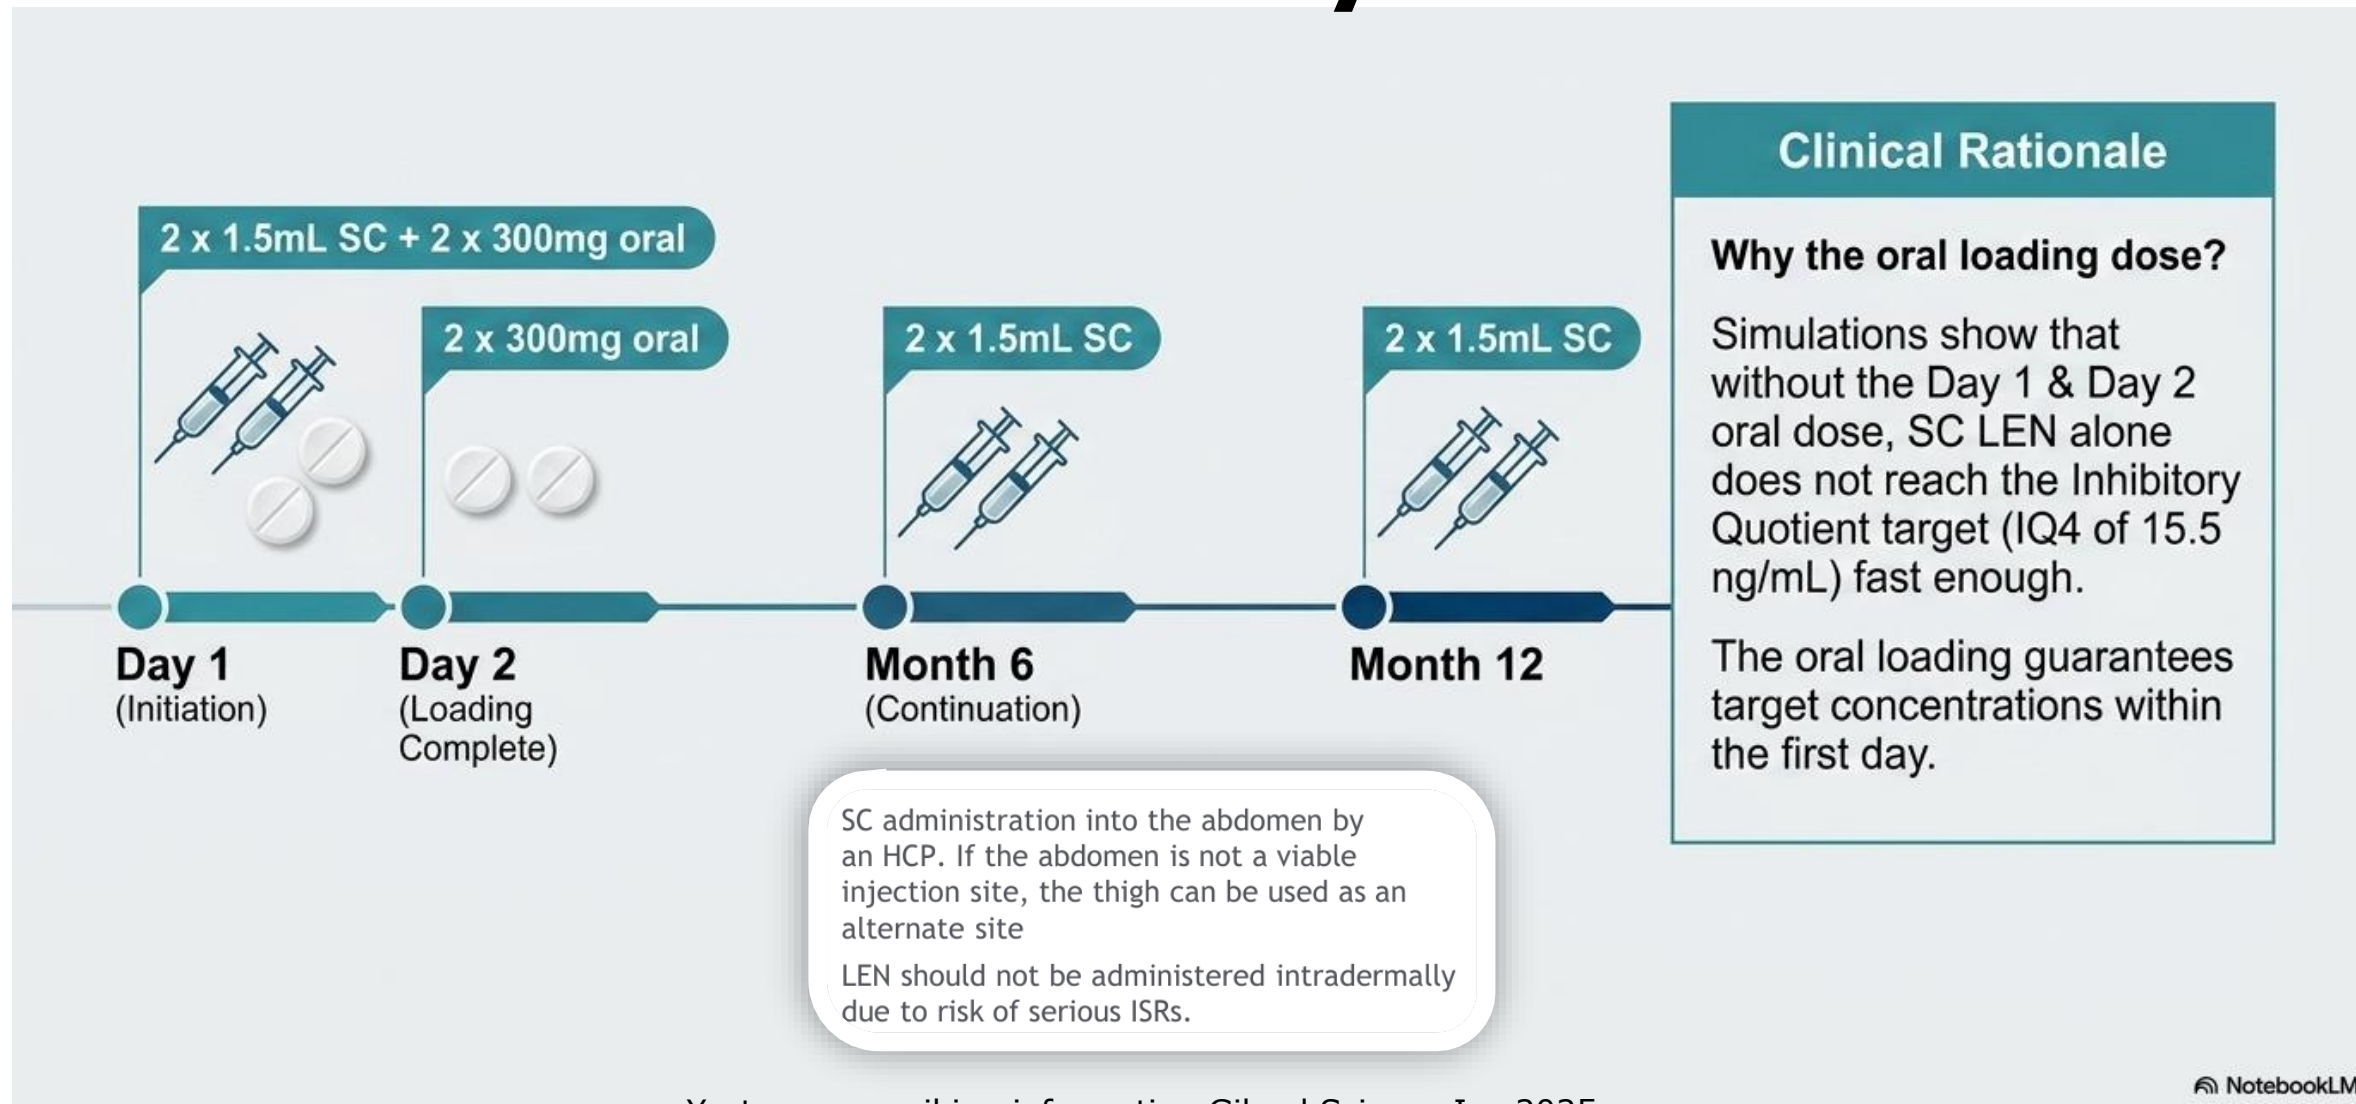 2 x 1.5mL SC + 2 x 300mg oral
2 x 300mg oral
2 x 1.5mL SC
2 x 1.5mL SC
Day 1
(Initiation)
Day 2
(Loading
Complete)
Month 6
(Continuation)
Month 12
Clinical Rationale
Why the oral loading dose?
Simulations show that
without the Day 1 & Day 2
oral dose, SC LEN alone
does not reach the Inhibitory
Quotient target (IQ4 of 15.5
ng/mL) fast enough.
The oral loading guarantees
target concentrations within
the first day.
SC administration into the abdomen by
an HCP. If the abdomen is not a viable
injection site, the thigh can be used as an
alternate site
LEN should not be administered intradermally
due to risk of serious ISRs.
NotebookLM